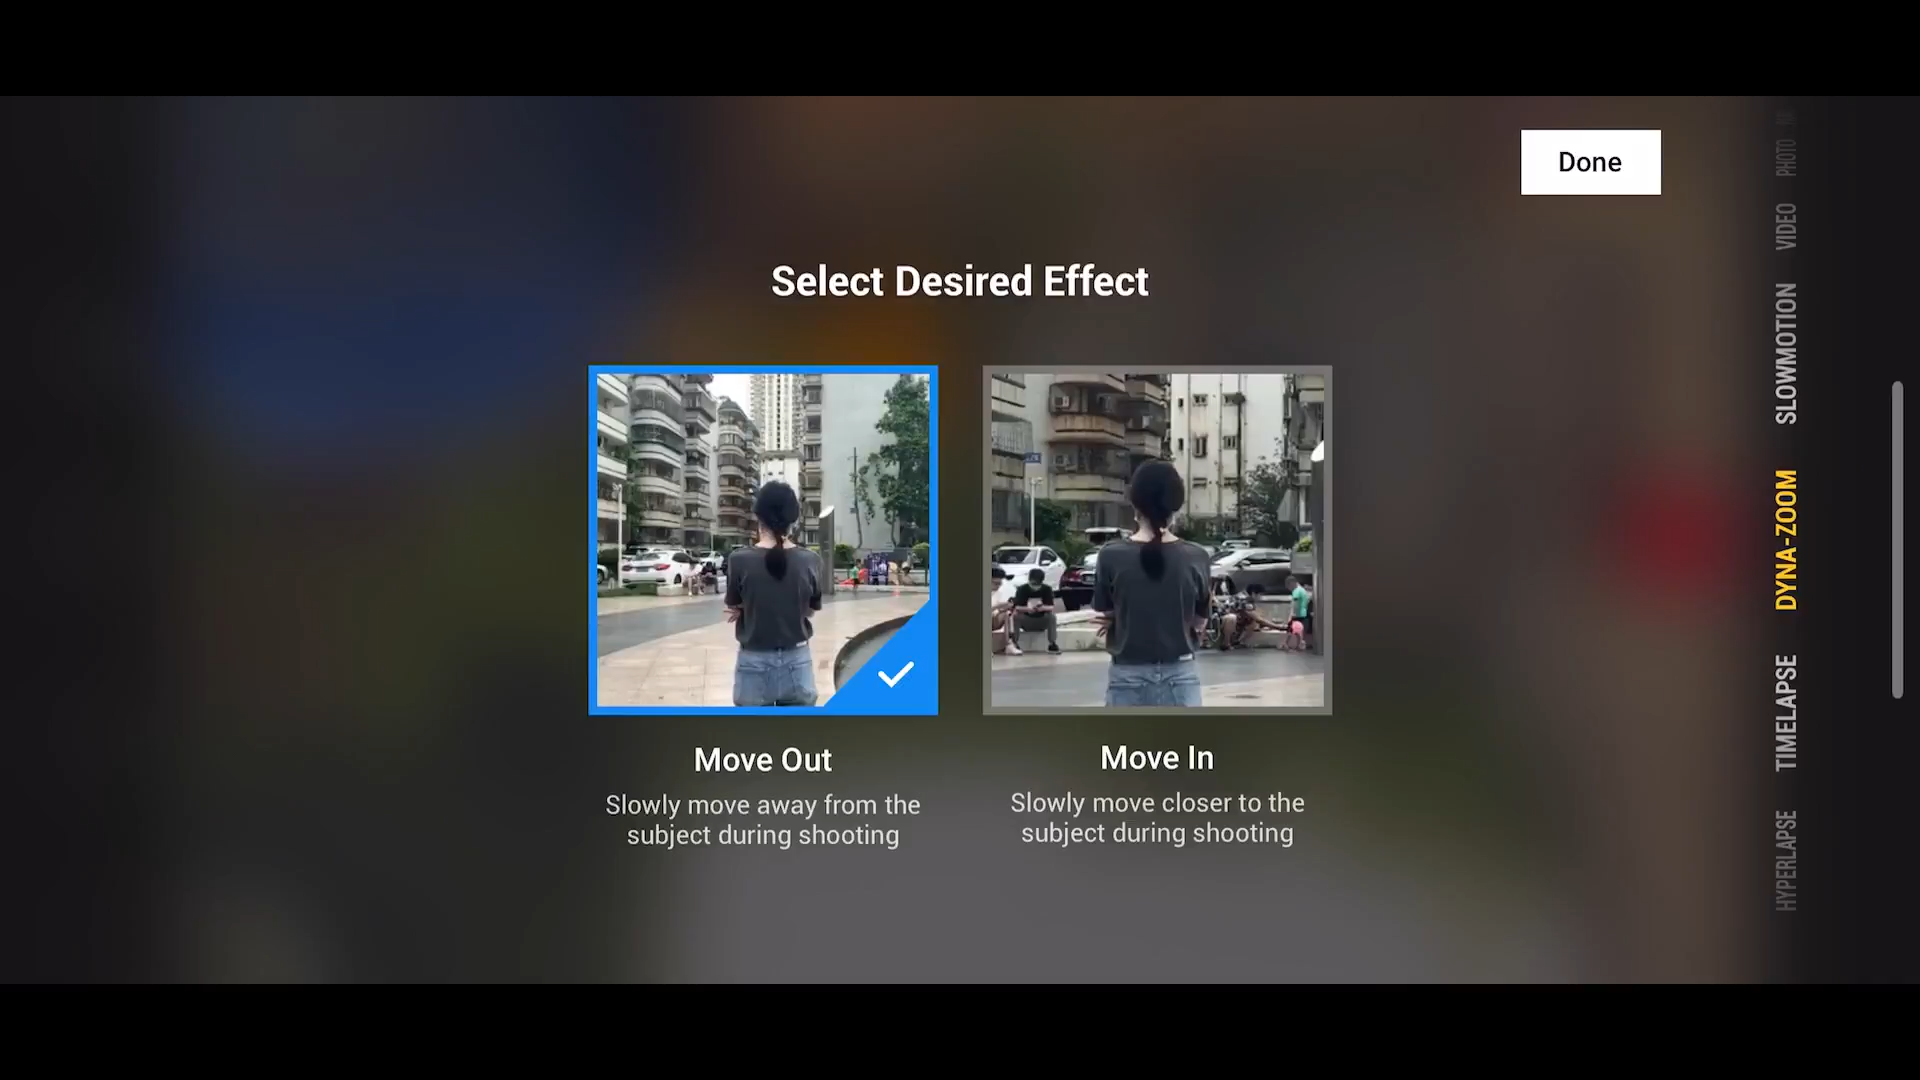 Done
Select Desired Effect
Move Out
Slowly move away from the
subject during shooting
Move In
Slowly move closer to the
subject during shooting
PHOTO
VIDEO
SLOWMOTION
DYNA-ZOOM
TIMELAPSE
HYPERLAPSE